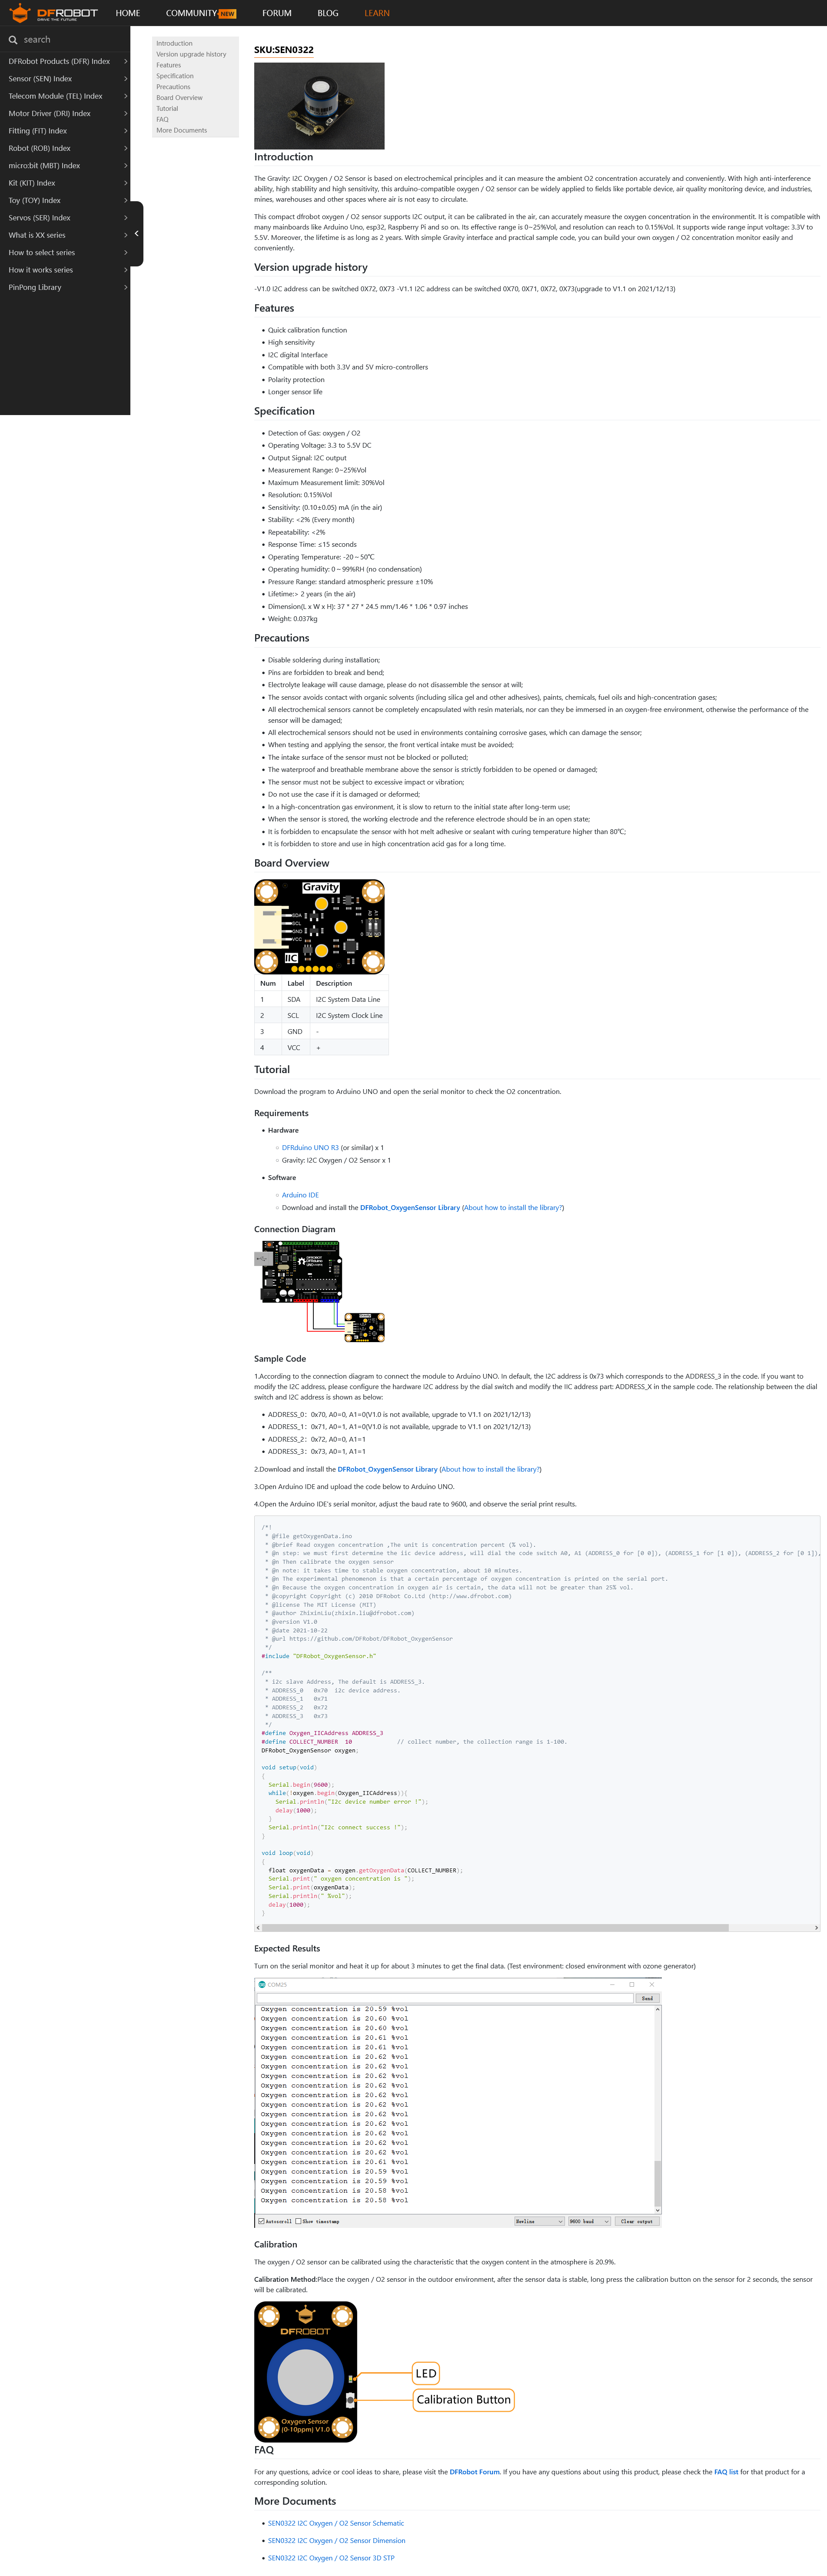 DFROBOT
DRIVE THE FUTURE
HOME
COMMUNITY NEW
FORUM
BLOG
LEARN
search
DFRobot Products (DFR) Index
Sensor (SEN) Index
Telecom Module (TEL) Index
Motor Driver (DRI) Index
Fitting (FIT) Index
Robot (ROB) Index
micro:bit (MBT) Index
Kit (KIT) Index
Toy (TOY) Index
Servos (SER) Index
What is XX series
How to select series
How it works series
PinPong Library
Introduction
Version upgrade history
Features
Specification
Precautions
Board Overview
Tutorial
FAQ
More Documents
SKU:SEN0322
Introduction
The Gravity: I2C Oxygen / O2 Sensor is based on electrochemical principles and it can measure the ambient O2 concentration accurately and conveniently. With high anti-interference
ability, high stablility and high sensitivity, this arduino-compatible oxygen / O2 sensor can be widely applied to fields like portable device, air quality monitoring device, and industries,
mines, warehouses and other spaces where air is not easy to circulate.
This compact dfrobot oxygen / O2 sensor supports I2C output, it can be calibrated in the air, can accurately measure the oxygen concentration in the environmentit. It is compatible with
many mainboards like Arduino Uno, esp32, Raspberry Pi and so on. Its effective range is 0~25%Vol, and resolution can reach to 0.15%Vol. It supports wide range input voltage: 3.3V to
5.5V. Moreover, the lifetime is as long as 2 years. With simple Gravity interface and practical sample code, you can build your own oxygen / O2 concentration monitor easily and
conveniently.
Version upgrade history
-V1.0 I2C address can be switched 0X72, 0X73 -V1.1 I2C address can be switched 0X70, 0X71, 0X72, 0X73(upgrade to V1.1 on 2021/12/13)
Features
• Quick calibration function
• High sensitivity
• I2C digital Interface
• Compatible with both 3.3V and 5V micro-controllers
• Polarity protection
• Longer sensor life
Specification
• Detection of Gas: oxygen / O2
• Operating Voltage: 3.3 to 5.5V DC
• Output Signal: I2C output
• Measurement Range: 0~25%Vol
• Maximum Measurement limit: 30%Vol
• Resolution: 0.15%Vol
• Sensitivity: (0.10±0.05) mA (in the air)
• Stability: <2% (Every month)
• Repeatability: <2%
• Response Time: ≤15 seconds
• Operating Temperature: -20～50℃
• Operating humidity: 0～99%RH (no condensation)
• Pressure Range: standard atmospheric pressure ±10%
• Lifetime:> 2 years (in the air)
• Dimension(L x W x H): 37 * 27 * 24.5 mm/1.46 * 1.06 * 0.97 inches
• Weight: 0.037kg
Precautions
• Disable soldering during installation;
• Pins are forbidden to break and bend;
• Electrolyte leakage will cause damage, please do not disassemble the sensor at will;
• The sensor avoids contact with organic solvents (including silica gel and other adhesives), paints, chemicals, fuel oils and high-concentration gases;
• All electrochemical sensors cannot be completely encapsulated with resin materials, nor can they be immersed in an oxygen-free environment, otherwise the performance of the
sensor will be damaged;
• All electrochemical sensors should not be used in environments containing corrosive gases, which can damage the sensor;
• When testing and applying the sensor, the front vertical intake must be avoided;
• The intake surface of the sensor must not be blocked or polluted;
• The waterproof and breathable membrane above the sensor is strictly forbidden to be opened or damaged;
• The sensor must not be subject to excessive impact or vibration;
• Do not use the case if it is damaged or deformed;
• In a high-concentration gas environment, it is slow to return to the initial state after long-term use;
• When the sensor is stored, the working electrode and the reference electrode should be in an open state;
• It is forbidden to encapsulate the sensor with hot melt adhesive or sealant with curing temperature higher than 80℃;
• It is forbidden to store and use in high concentration acid gas for a long time.
Board Overview
Gravity
SDA
SCL
GND
VCC
IIC
Num Label Description
1 SDA I2C System Data Line
2 SCL I2C System Clock Line
3 GND -
4 VCC +
Tutorial
Download the program to Arduino UNO and open the serial monitor to check the O2 concentration.
Requirements
• Hardware
DFRduino UNO R3 (or similar) x 1
Gravity: I2C Oxygen / O2 Sensor x 1
• Software
Arduino IDE
Download and install the DFRobot_OxygenSensor Library (About how to install the library?)
Connection Diagram
Sample Code
1.According to the connection diagram to connect the module to Arduino UNO. In default, the I2C address is 0x73 which corresponds to the ADDRESS_3 in the code. If you want to
modify the I2C address, please configure the hardware I2C address by the dial switch and modify the IIC address part: ADDRESS_X in the sample code. The relationship between the dial
switch and I2C address is shown as below:
• ADDRESS_0：0x70, A0=0, A1=0(V1.0 is not available, upgrade to V1.1 on 2021/12/13)
• ADDRESS_1：0x71, A0=1, A1=0(V1.0 is not available, upgrade to V1.1 on 2021/12/13)
• ADDRESS_2：0x72, A0=0, A1=1
• ADDRESS_3：0x73, A0=1, A1=1
2.Download and install the DFRobot_OxygenSensor Library (About how to install the library?)
3.Open Arduino IDE and upload the code below to Arduino UNO.
4.Open the Arduino IDE's serial monitor, adjust the baud rate to 9600, and observe the serial print results.
/*!
* @file getOxygenData.ino
* @brief Read oxygen concentration ,The unit is concentration percent (% vol).
* @n step: we must first determine the iic device address, will dial the code switch A0, A1 (ADDRESS_0 for [0 0]), (ADDRESS_1 for [1 0]), (ADDRESS_2 for [0 1]),
* @n Then calibrate the oxygen sensor
* @n note: it takes time to stable oxygen concentration, about 10 minutes.
* @n The experimental phenomenon is that a certain percentage of oxygen concentration is printed on the serial port.
* @n Because the oxygen concentration in oxygen air is certain, the data will not be greater than 25% vol.
* @copyright Copyright (c) 2010 DFRobot Co.Ltd (http://www.dfrobot.com)
* @license The MIT License (MIT)
* @author ZhixinLiu(zhixin.liu@dfrobot.com)
* @version V1.0
* @date 2021-10-22
* @url https://github.com/DFRobot/DFRobot_OxygenSensor
*/
#include "DFRobot_OxygenSensor.h"
/**
* i2c slave Address, The default is ADDRESS_3.
* ADDRESS_0 0x70 i2c device address.
* ADDRESS_1 0x71
* ADDRESS_2 0x72
* ADDRESS_3 0x73
*/
#define Oxygen_IICAddress ADDRESS_3
#define COLLECT_NUMBER 10 // collect number, the collection range is 1-100.
DFRobot_OxygenSensor oxygen;
void setup(void)
{
Serial.begin(9600);
while(!oxygen.begin(Oxygen_IICAddress)){
Serial.println("I2c device number error !");
delay(1000);
}
Serial.println("I2c connect success !");
}
void loop(void)
{
float oxygenData = oxygen.getOxygenData(COLLECT_NUMBER);
Serial.print(" oxygen concentration is ");
Serial.print(oxygenData);
Serial.println(" %vol");
delay(1000);
}
Expected Results
Turn on the serial monitor and heat it up for about 3 minutes to get the final data. (Test environment: closed environment with ozone generator)
COM25
Send
Oxygen concentration is 20.59 %vol
Oxygen concentration is 20.60 %vol
Oxygen concentration is 20.60 %vol
Oxygen concentration is 20.61 %vol
Oxygen concentration is 20.61 %vol
Oxygen concentration is 20.62 %vol
Oxygen concentration is 20.62 %vol
Oxygen concentration is 20.62 %vol
Oxygen concentration is 20.62 %vol
Oxygen concentration is 20.62 %vol
Oxygen concentration is 20.62 %vol
Oxygen concentration is 20.62 %vol
Oxygen concentration is 20.62 %vol
Oxygen concentration is 20.62 %vol
Oxygen concentration is 20.62 %vol
Oxygen concentration is 20.62 %vol
Oxygen concentration is 20.61 %vol
Oxygen concentration is 20.59 %vol
Oxygen concentration is 20.59 %vol
Oxygen concentration is 20.58 %vol
Oxygen concentration is 20.58 %vol
Autoscroll Show timestamp Newline 9600 baud Clear output
Calibration
The oxygen / O2 sensor can be calibrated using the characteristic that the oxygen content in the atmosphere is 20.9%.
Calibration Method:Place the oxygen / O2 sensor in the outdoor environment, after the sensor data is stable, long press the calibration button on the sensor for 2 seconds, the sensor
will be calibrated.
DFROBOT
LED
Calibration Button
Oxygen Sensor
(0-10ppm) V1.0
FAQ
For any questions, advice or cool ideas to share, please visit the DFRobot Forum. If you have any questions about using this product, please check the FAQ list for that product for a
corresponding solution.
More Documents
• SEN0322 I2C Oxygen / O2 Sensor Schematic
• SEN0322 I2C Oxygen / O2 Sensor Dimension
• SEN0322 I2C Oxygen / O2 Sensor 3D STP